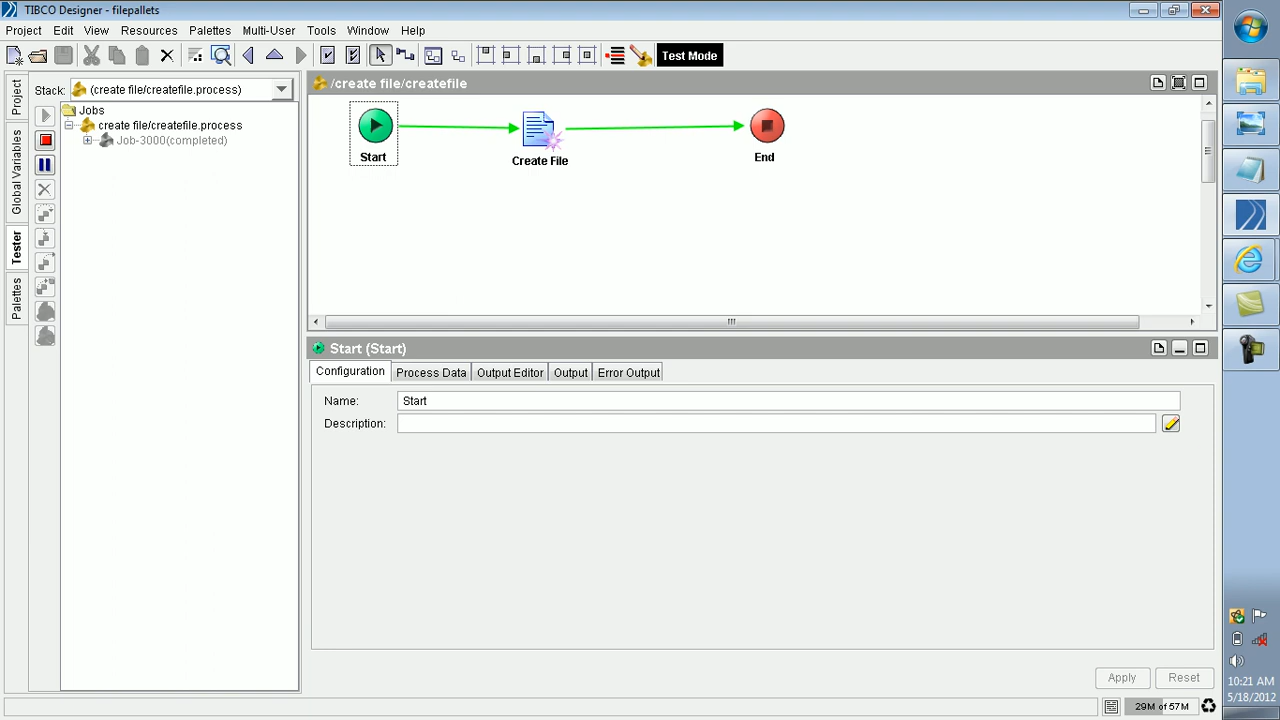 TIBCO Designer - filepallets
Project Edit View Resources Palettes Multi-User Tools Window Help
Test Mode
Project
Global Variables
Tester
Palettes
Stack: (create file/createfile.process)
Jobs
create file/createfile.process
Job-3000(completed)
/create file/createfile
Start
Create File
End
Start (Start)
Configuration Process Data Output Editor Output Error Output
Name: Start
Description:
Apply Reset
29M of 57M
10:21 AM
5/18/2012